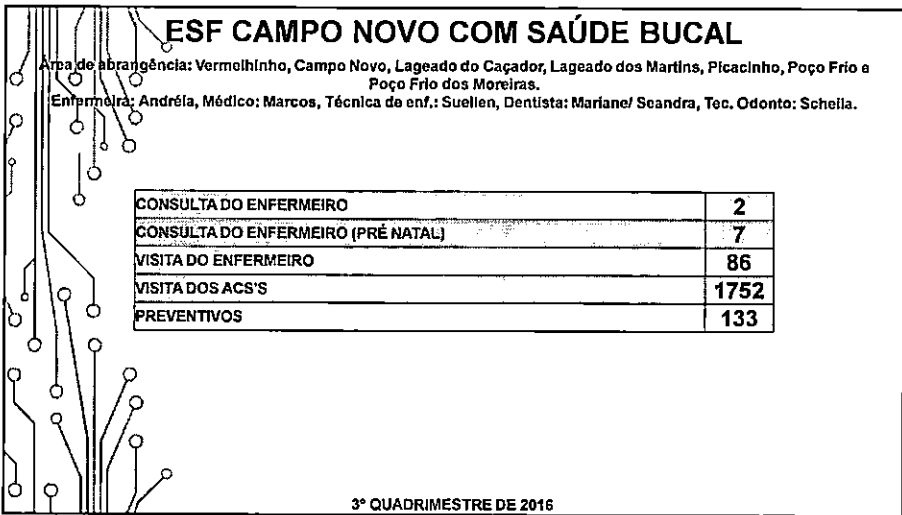 ESF CAMPO NOVO COM SAÚDE BUCAL
Área de abrangência: Vermelhinho, Campo Novo, Lageado do Caçador, Lageado dos Martins, Picacinho, Poço Frio e
Poço Frio dos Moreiras.
Enfermeira: Andréia, Médico: Marcos, Técnica de enf.: Suellen, Dentista: Mariane/ Seandra, Tec. Odonto: Scheila.
CONSULTA DO ENFERMEIRO 2
CONSULTA DO ENFERMEIRO (PRÉ NATAL) 7
VISITA DO ENFERMEIRO 86
VISITA DOS ACS'S 1752
PREVENTIVOS 133
3º QUADRIMESTRE DE 2016